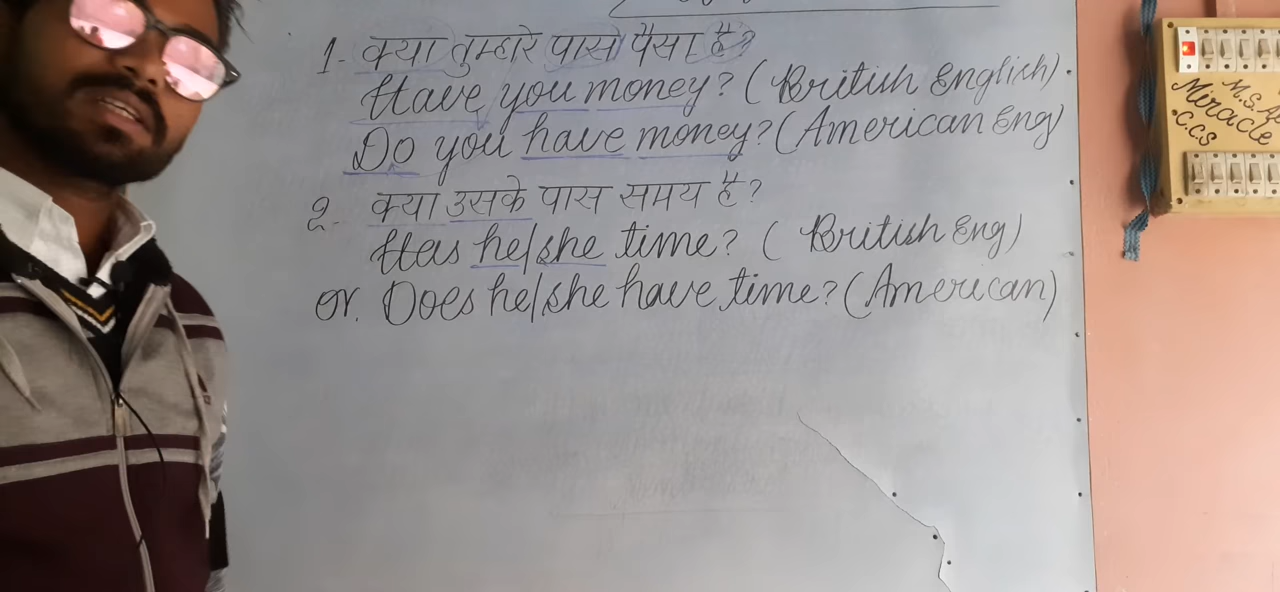 1- क्या तुम्हारे पास पैसा है?
Have you money? (British English).
Do you have money? (American Eng)
2- क्या उसके पास समय है?
Has he/she time? (British Eng)
or. Does he/she have time? (American)
M.S.
Miracle
C.C.S